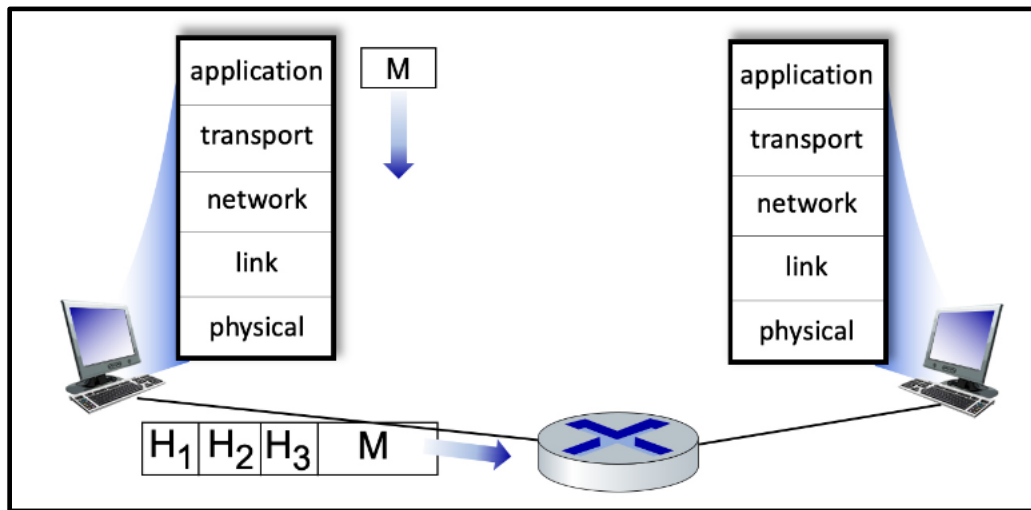 application
transport
network
link
physical
M
application
transport
network
link
physical
H₁ H₂ H₃ M